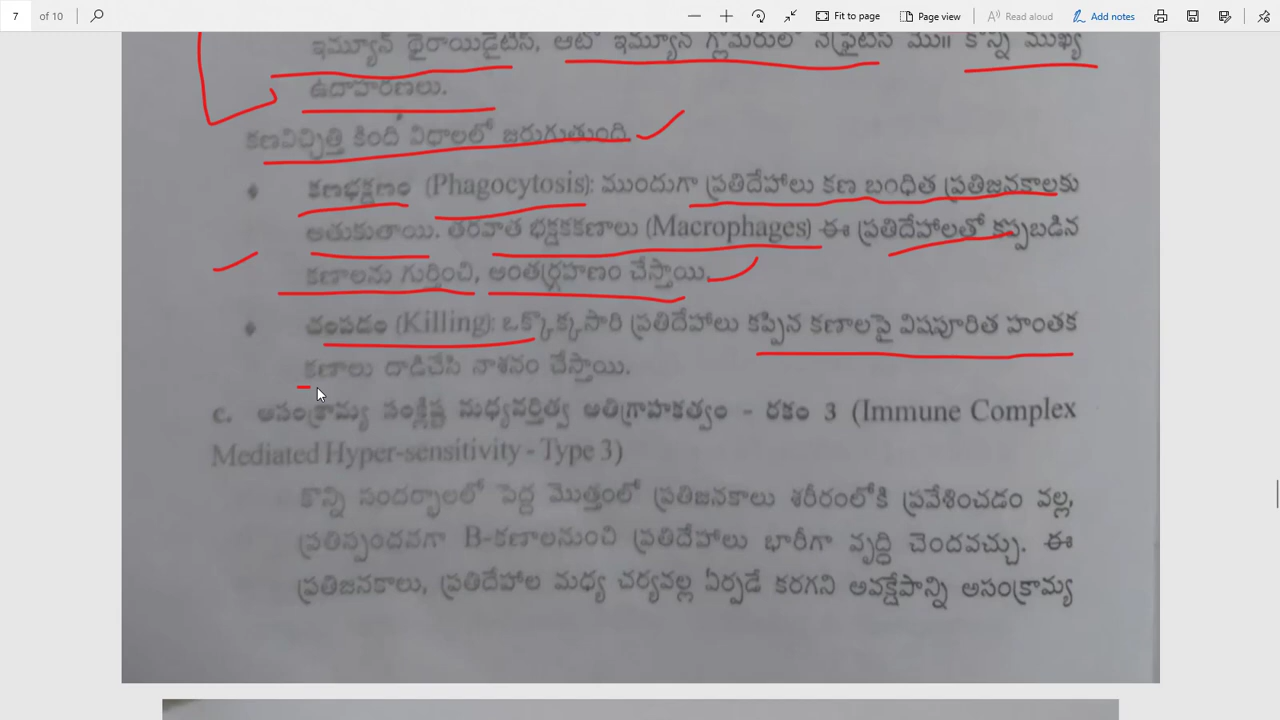 7 of 10 Fit to page Page view Read aloud Add notes
ఇమ్యూన్ థైరాయిడైటిస్, ఆటో ఇమ్యూన్ గ్లోమెరులో నెఫ్రైటిస్ ము॥ కొన్ని ముఖ్య
ఉదాహరణలు.
కణవిచ్ఛిత్తి కింది విధాలలో జరుగుతుంది.
♦ కణభక్షణం (Phagocytosis): ముందుగా ప్రతిదేహాలు కణ బంధిత ప్రతిజనకాలకు
అతుకుతాయి. తరవాత భక్షకకణాలు (Macrophages) ఈ ప్రతిదేహాలతో కప్పబడిన
కణాలను గుర్తించి, అంతర్గ్రహణం చేస్తాయి.
♦ చంపడం (Killing): ఒక్కొక్కసారి ప్రతిదేహాలు కప్పిన కణాలపై విషపూరిత హంతక
కణాలు దాడిచేసి నాశనం చేస్తాయి.
c. అసంక్రామ్య సంక్లిష్ట మధ్యవర్తిత్వ అతిగ్రాహకత్వం - రకం 3 (Immune Complex
Mediated Hyper-sensitivity - Type 3)
కొన్ని సందర్భాలలో పెద్ద మొత్తంలో ప్రతిజనకాలు శరీరంలోకి ప్రవేశించడం వల్ల,
ప్రతిస్పందనగా B-కణాలనుంచి ప్రతిదేహాలు భారీగా వృద్ధి చెందవచ్చు. ఈ
ప్రతిజనకాలు, ప్రతిదేహాల మధ్య చర్యవల్ల ఏర్పడే కరగని అవక్షేపాన్ని అసంక్రామ్య